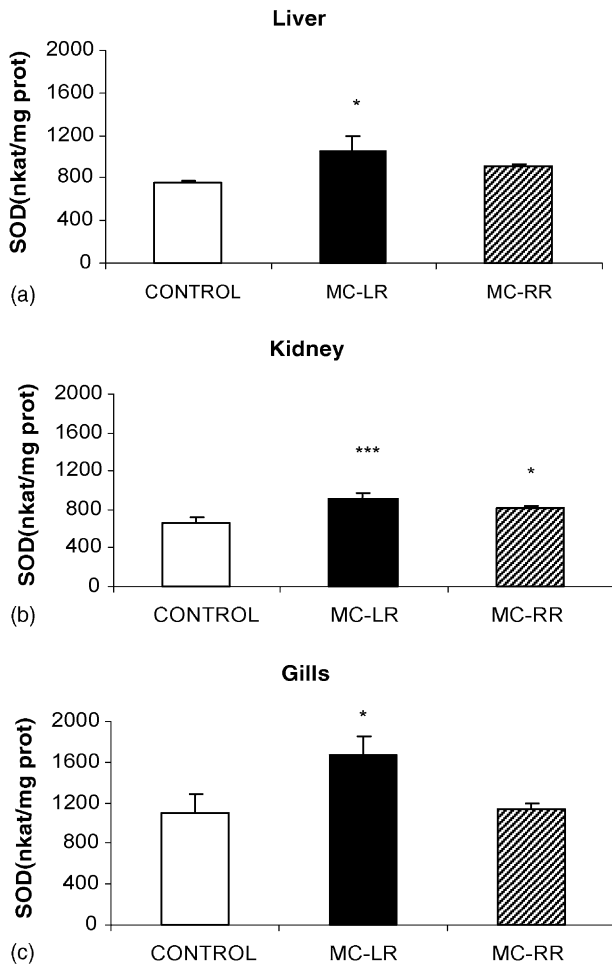 Liver
SOD(nkat/mg prot)
2000
1600
1200
800
400
0
*
CONTROL MC-LR MC-RR
(a)
Kidney
SOD(nkat/mg prot)
2000
1600
1200
800
400
0
***
*
CONTROL MC-LR MC-RR
(b)
Gills
SOD(nkat/mg prot)
2000
1600
1200
800
400
0
*
CONTROL MC-LR MC-RR
(c)